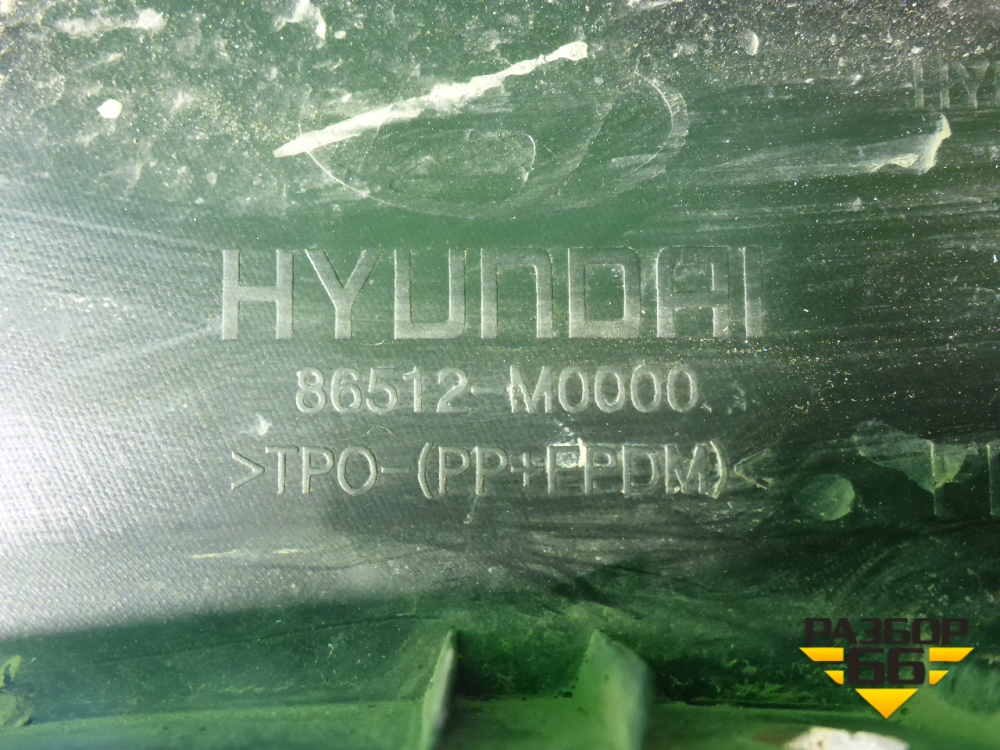 HYUNDAI
86512-M0000
>TPO-(PP+EPDM)<
РАЗБОР
66